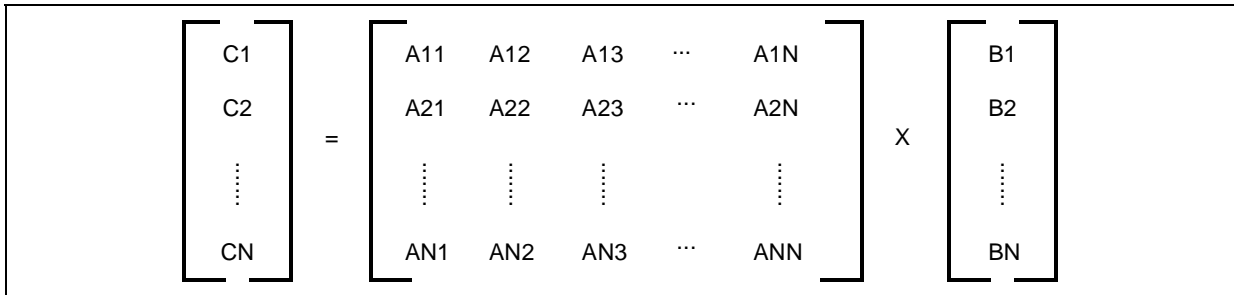 C1 A11 A12 A13 ... A1N B1
C2 A21 A22 A23 ... A2N B2
= X
CN AN1 AN2 AN3 ... ANN BN